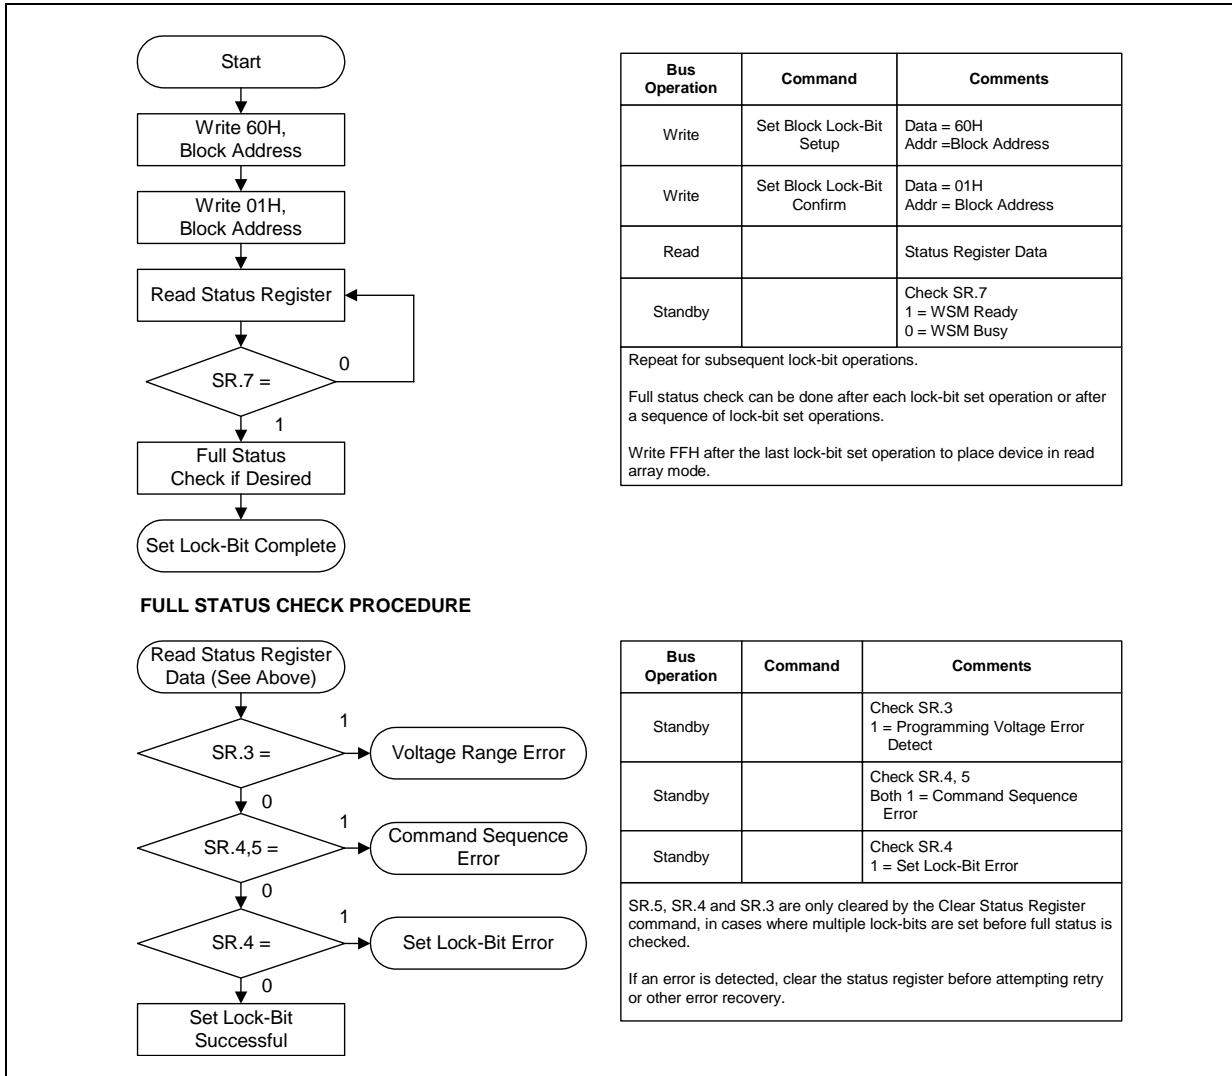 Start
Write 60H,
Block Address
Write 01H,
Block Address
Read Status Register
SR.7 =
0
1
Full Status
Check if Desired
Set Lock-Bit Complete
Bus
Operation
Command
Comments
Write
Set Block Lock-Bit
Setup
Data = 60H
Addr =Block Address
Write
Set Block Lock-Bit
Confirm
Data = 01H
Addr = Block Address
Read
Status Register Data
Standby
Check SR.7
1 = WSM Ready
0 = WSM Busy
Repeat for subsequent lock-bit operations.
Full status check can be done after each lock-bit set operation or after
a sequence of lock-bit set operations.
Write FFH after the last lock-bit set operation to place device in read
array mode.
FULL STATUS CHECK PROCEDURE
Read Status Register
Data (See Above)
SR.3 =
1
Voltage Range Error
0
SR.4,5 =
1
Command Sequence
Error
0
SR.4 =
1
Set Lock-Bit Error
0
Set Lock-Bit
Successful
Bus
Operation
Command
Comments
Standby
Check SR.3
1 = Programming Voltage Error
Detect
Standby
Check SR.4, 5
Both 1 = Command Sequence
Error
Standby
Check SR.4
1 = Set Lock-Bit Error
SR.5, SR.4 and SR.3 are only cleared by the Clear Status Register
command, in cases where multiple lock-bits are set before full status is
checked.
If an error is detected, clear the status register before attempting retry
or other error recovery.